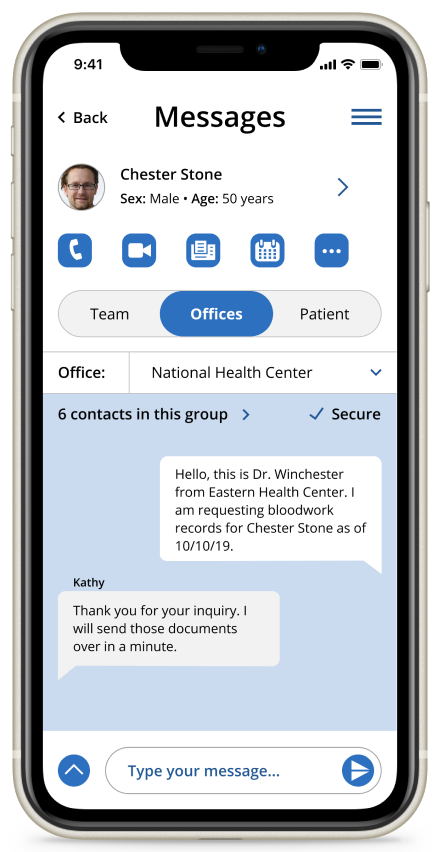 9:41
Back
Messages
Chester Stone
Sex: Male • Age: 50 years
Team
Offices
Patient
Office:
National Health Center
6 contacts in this group
Secure
Hello, this is Dr. Winchester
from Eastern Health Center. I
am requesting bloodwork
records for Chester Stone as of
10/10/19.
Kathy
Thank you for your inquiry. I
will send those documents
over in a minute.
Type your message...